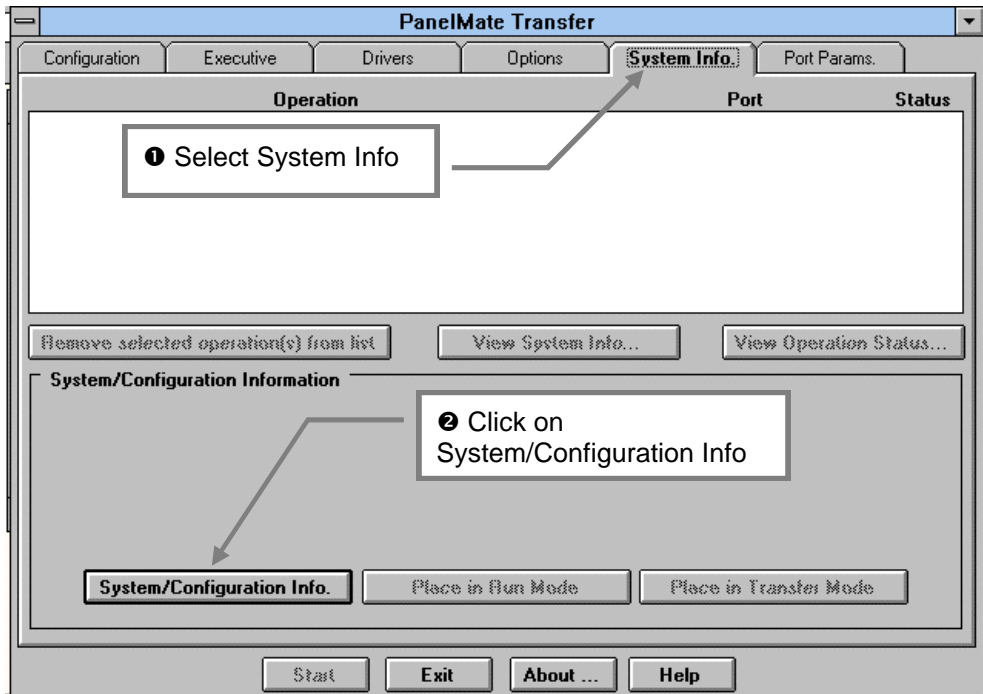 PanelMate Transfer
Configuration Executive Drivers Options System Info. Port Params.
Operation Port Status
❶ Select System Info
Remove selected operation(s) from list View System Info... View Operation Status...
System/Configuration Information
❷ Click on
System/Configuration Info
System/Configuration Info. Place in Run Mode Place in Transfer Mode
Start Exit About ... Help